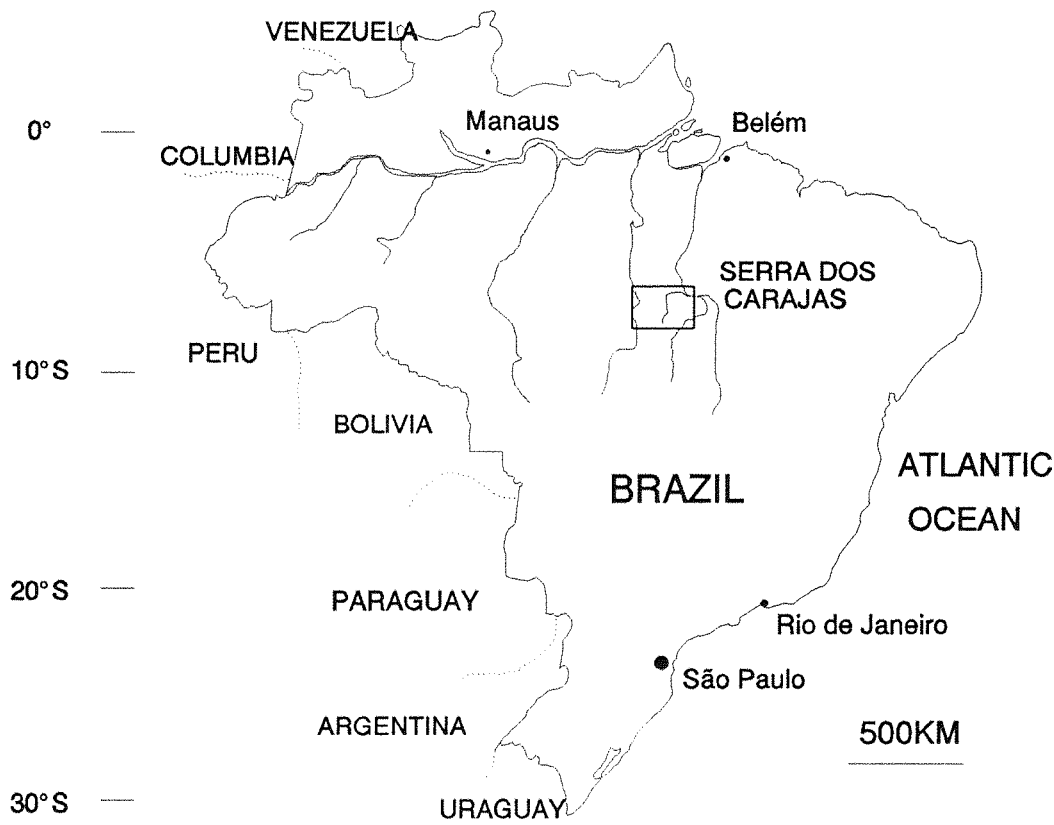 VENEZUELA
0°
Manaus
Belém
COLUMBIA
SERRA DOS
CARAJAS
PERU
10°S
BOLIVIA
ATLANTIC
OCEAN
BRAZIL
20°S
PARAGUAY
Rio de Janeiro
São Paulo
ARGENTINA
500KM
30°S
URAGUAY